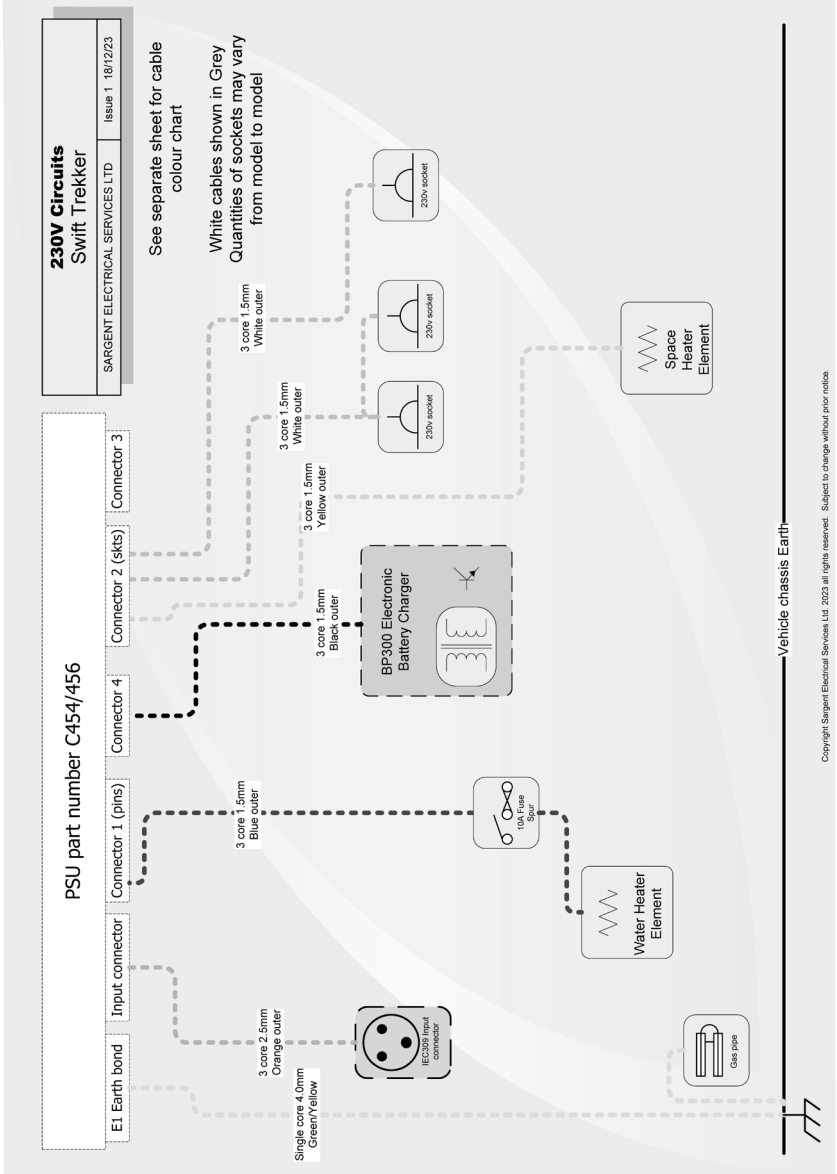 230V Circuits
Swift Trekker
SARGENT ELECTRICAL SERVICES LTD
Issue 1 18/12/23
See separate sheet for cable
colour chart
White cables shown in Grey
Quantities of sockets may vary
from model to model
PSU part number C454/456
E1 Earth bond
Input connector
Connector 1 (pins)
Connector 4
Connector 2 (skts)
Connector 3
Single core 4.0mm
Green/Yellow
3 core 2.5mm
Orange outer
3 core 1.5mm
Blue outer
3 core 1.5mm
Black outer
3 core 1.5mm
Yellow outer
3 core 1.5mm
White outer
3 core 1.5mm
White outer
IEC309 Input
connector
10A Fuse
Spur
BP300 Electronic
Battery Charger
230v socket
230v socket
230v socket
Water Heater
Element
Space
Heater
Element
Gas pipe
Vehicle chassis Earth
Copyright Sargent Electrical Services Ltd. 2023 all rights reserved. Subject to change without prior notice.